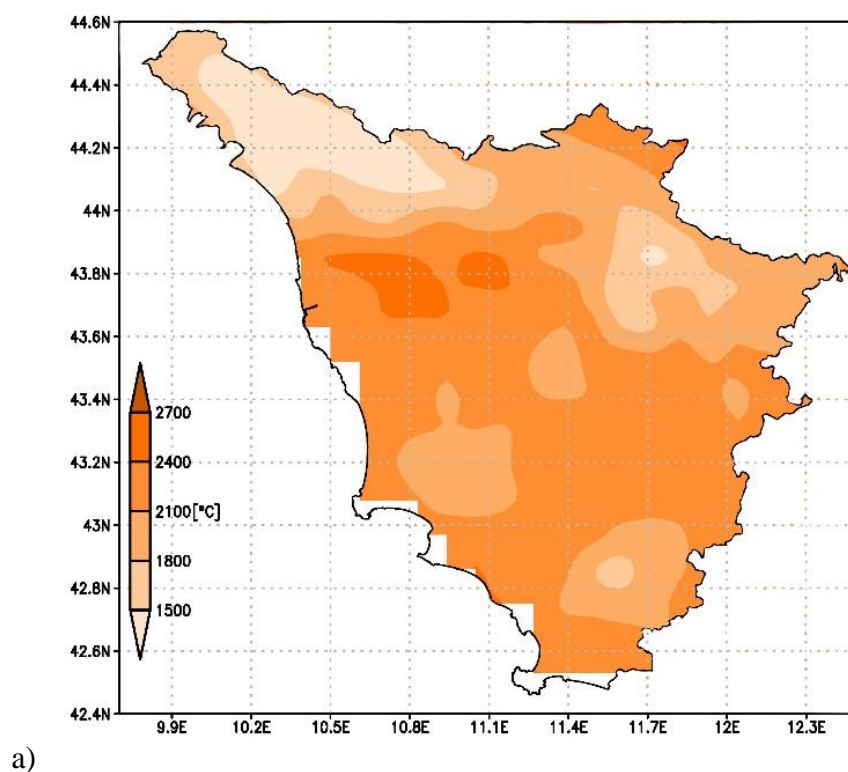 44.6N
44.4N
44.2N
44N
43.8N
43.6N
43.4N
43.2N
43N
42.8N
42.6N
42.4N
2700
2400
2100[°C]
1800
1500
9.9E 10.2E 10.5E 10.8E 11.1E 11.4E 11.7E 12E 12.3E
a)